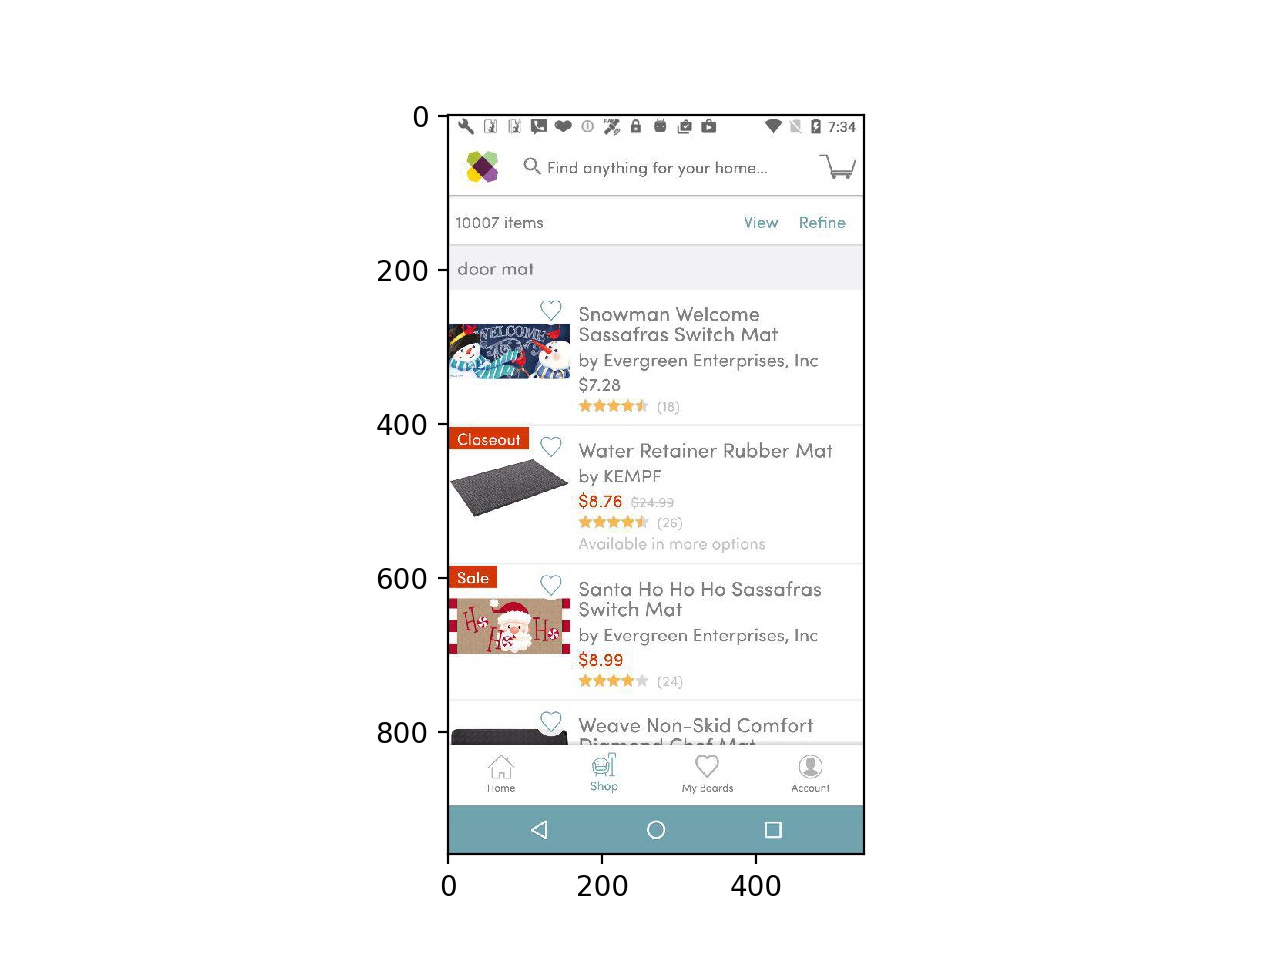 0
7:34
Find anything for your home...
10007 items
View
Refine
200
door mat
Snowman Welcome
Sassafras Switch Mat
WELCOME
by Evergreen Enterprises, Inc
$7.28
(18)
400
Closeout
Water Retainer Rubber Mat
by KEMPF
$8.76 $24.99
(26)
Available in more options
600
Sale
Santa Ho Ho Ho Sassafras
Switch Mat
Ho Ho Ho
by Evergreen Enterprises, Inc
$8.99
(24)
800
Weave Non-Skid Comfort
Diamond Chef Mat
Home
Shop
My Boards
Account
0
200
400